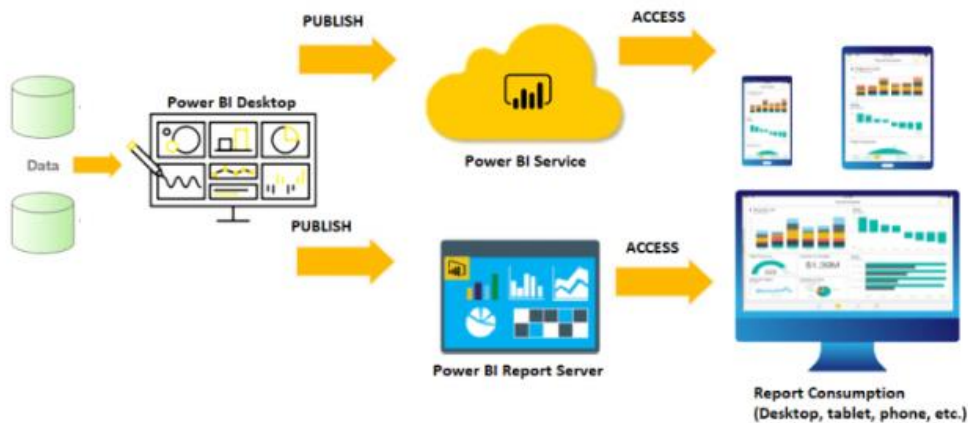 PUBLISH
ACCESS
Power BI Desktop
Data
Power BI Service
PUBLISH
ACCESS
Power BI Report Server
Report Consumption
(Desktop, tablet, phone, etc.)